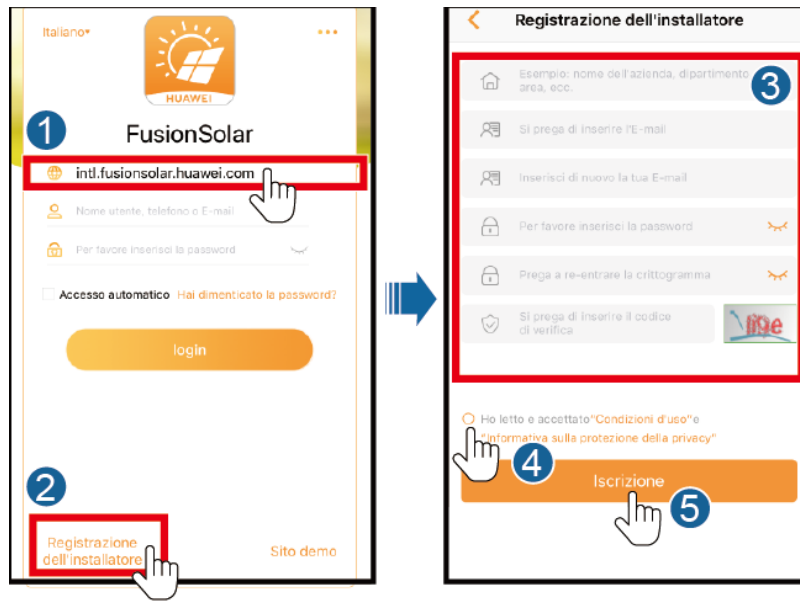 Italiano
HUAWEI
1
FusionSolar
intl.fusionsolar.huawei.com
Nome utente, telefono o E-mail
Per favore inserisci la password
Accesso automatico Hai dimenticato la password?
login
2
Registrazione
dell'installatore
Sito demo
Registrazione dell'installatore
3
Esempio: nome dell'azienda, dipartimento
area, ecc.
Si prega di inserire l'E-mail
Inserisci di nuovo la tua E-mail
Per favore inserisci la password
Prega a re-entrare la crittogramma
Si prega di inserire il codice
di verifica
Ho letto e accettato"Condizioni d'uso"e
"Informativa sulla protezione della privacy"
4
Iscrizione
5